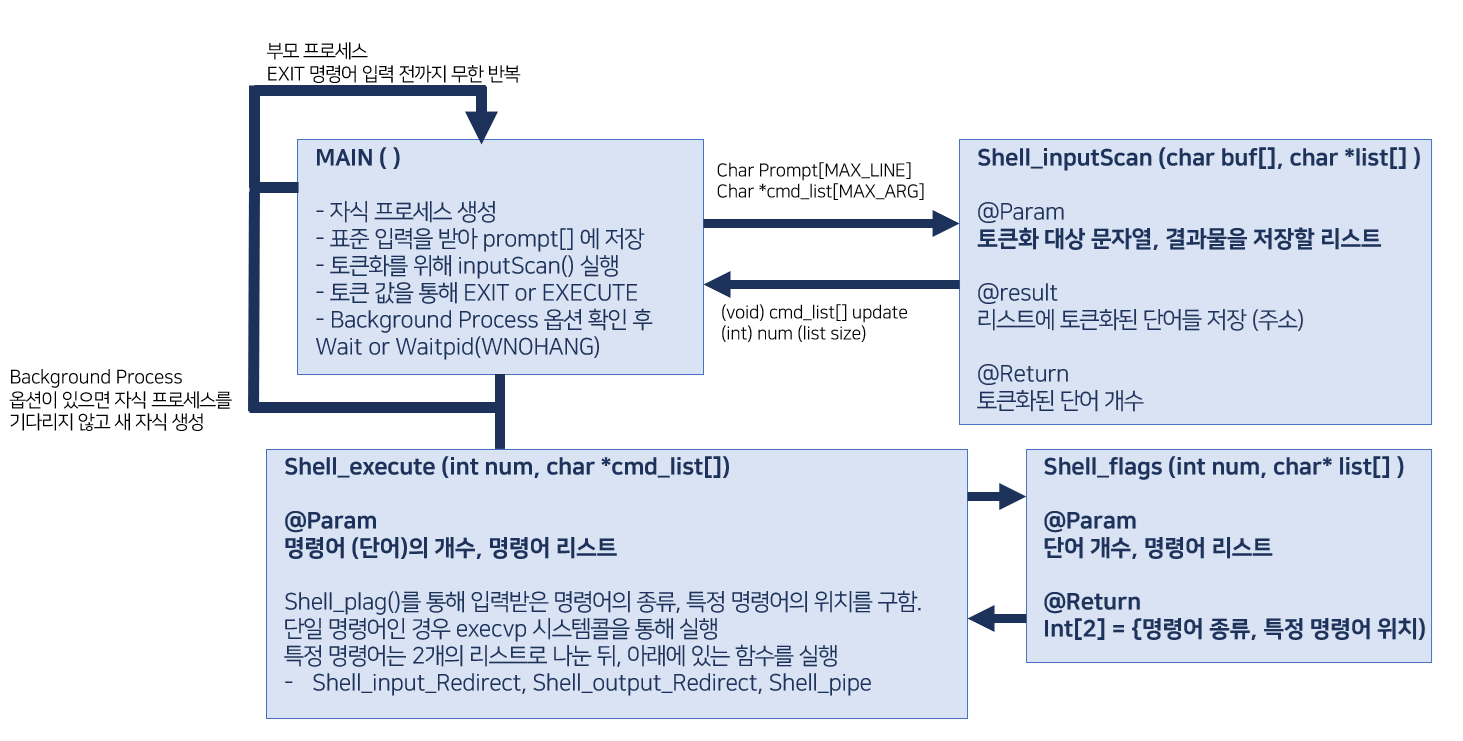 부모 프로세스
EXIT 명령어 입력 전까지 무한 반복
MAIN ( )
- 자식 프로세스 생성
- 표준 입력을 받아 prompt[] 에 저장
- 토큰화를 위해 inputScan() 실행
- 토큰 값을 통해 EXIT or EXECUTE
- Background Process 옵션 확인 후
Wait or Waitpid(WNOHANG)
Char Prompt[MAX_LINE]
Char *cmd_list[MAX_ARG]
(void) cmd_list[] update
(int) num (list size)
Shell_inputScan (char buf[], char *list[] )
@Param
토큰화 대상 문자열, 결과물을 저장할 리스트
@result
리스트에 토큰화된 단어들 저장 (주소)
@Return
토큰화된 단어 개수
Background Process
옵션이 있으면 자식 프로세스를
기다리지 않고 새 자식 생성
Shell_execute (int num, char *cmd_list[])
@Param
명령어 (단어)의 개수, 명령어 리스트
Shell_plag()를 통해 입력받은 명령어의 종류, 특정 명령어의 위치를 구함.
단일 명령어인 경우 execvp 시스템콜을 통해 실행
특정 명령어는 2개의 리스트로 나눈 뒤, 아래에 있는 함수를 실행
- Shell_input_Redirect, Shell_output_Redirect, Shell_pipe
Shell_flags (int num, char* list[] )
@Param
단어 개수, 명령어 리스트
@Return
Int[2] = {명령어 종류, 특정 명령어 위치)